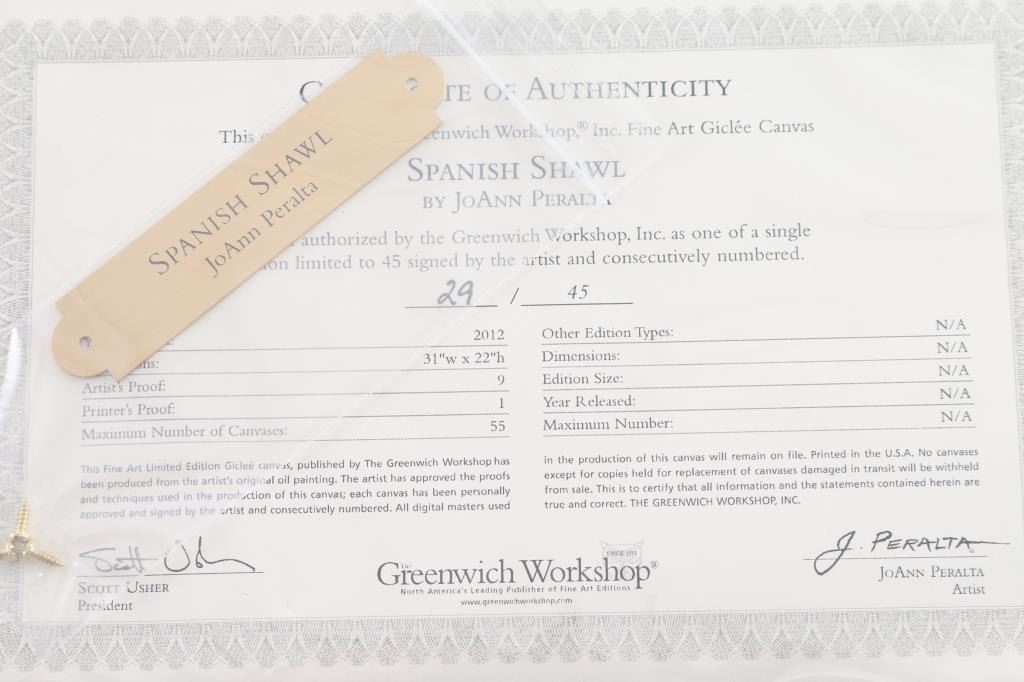 C TE OF AUTHENTICITY
This Greenwich Workshop,® Inc. Fine Art Giclée Canvas
SPANISH SHAWL
BY JOANN PERALTA
authorized by the Greenwich Workshop, Inc. as one of a single
on limited to 45 signed by the artist and consecutively numbered.
29 / 45
SPANISH SHAWL
JoAnn Peralta
2012
ons: 31"w x 22"h
Artist's Proof: 9
Printer's Proof: 1
Maximum Number of Canvases: 55
Other Edition Types: N/A
Dimensions: N/A
Edition Size: N/A
Year Released: N/A
Maximum Number: N/A
This Fine Art Limited Edition Gicleé canvas, published by The Greenwich Workshop has
been produced from the artist's original oil painting. The artist has approved the proofs
and techniques used in the production of this canvas; each canvas has been personally
approved and signed by the artist and consecutively numbered. All digital masters used
in the production of this canvas will remain on file. Printed in the U.S.A. No canvases
except for copies held for replacement of canvases damaged in transit will be withheld
from sale. This is to certify that all information and the statements contained herein are
true and correct. THE GREENWICH WORKSHOP, INC.
Scott Usher
SCOTT USHER
President
SINCE 1972
The Greenwich Workshop®
North America's Leading Publisher of Fine Art Editions
www.greenwichworkshop.com
J. PERALTA
JOANN PERALTA
Artist